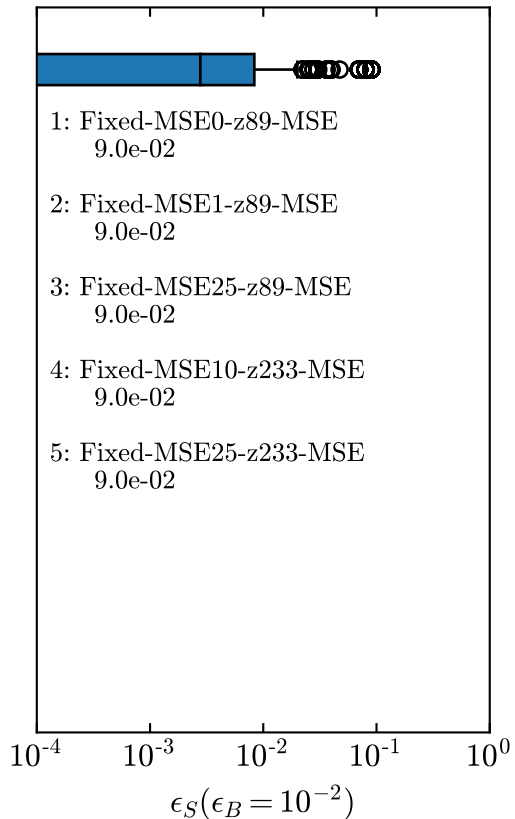 1: Fixed-MSE0-z89-MSE
9.0e-02
2: Fixed-MSE1-z89-MSE
9.0e-02
3: Fixed-MSE25-z89-MSE
9.0e-02
4: Fixed-MSE10-z233-MSE
9.0e-02
5: Fixed-MSE25-z233-MSE
9.0e-02
10⁻⁴ 10⁻³ 10⁻² 10⁻¹ 10⁰
ϵ_S(ϵ_B = 10⁻²)